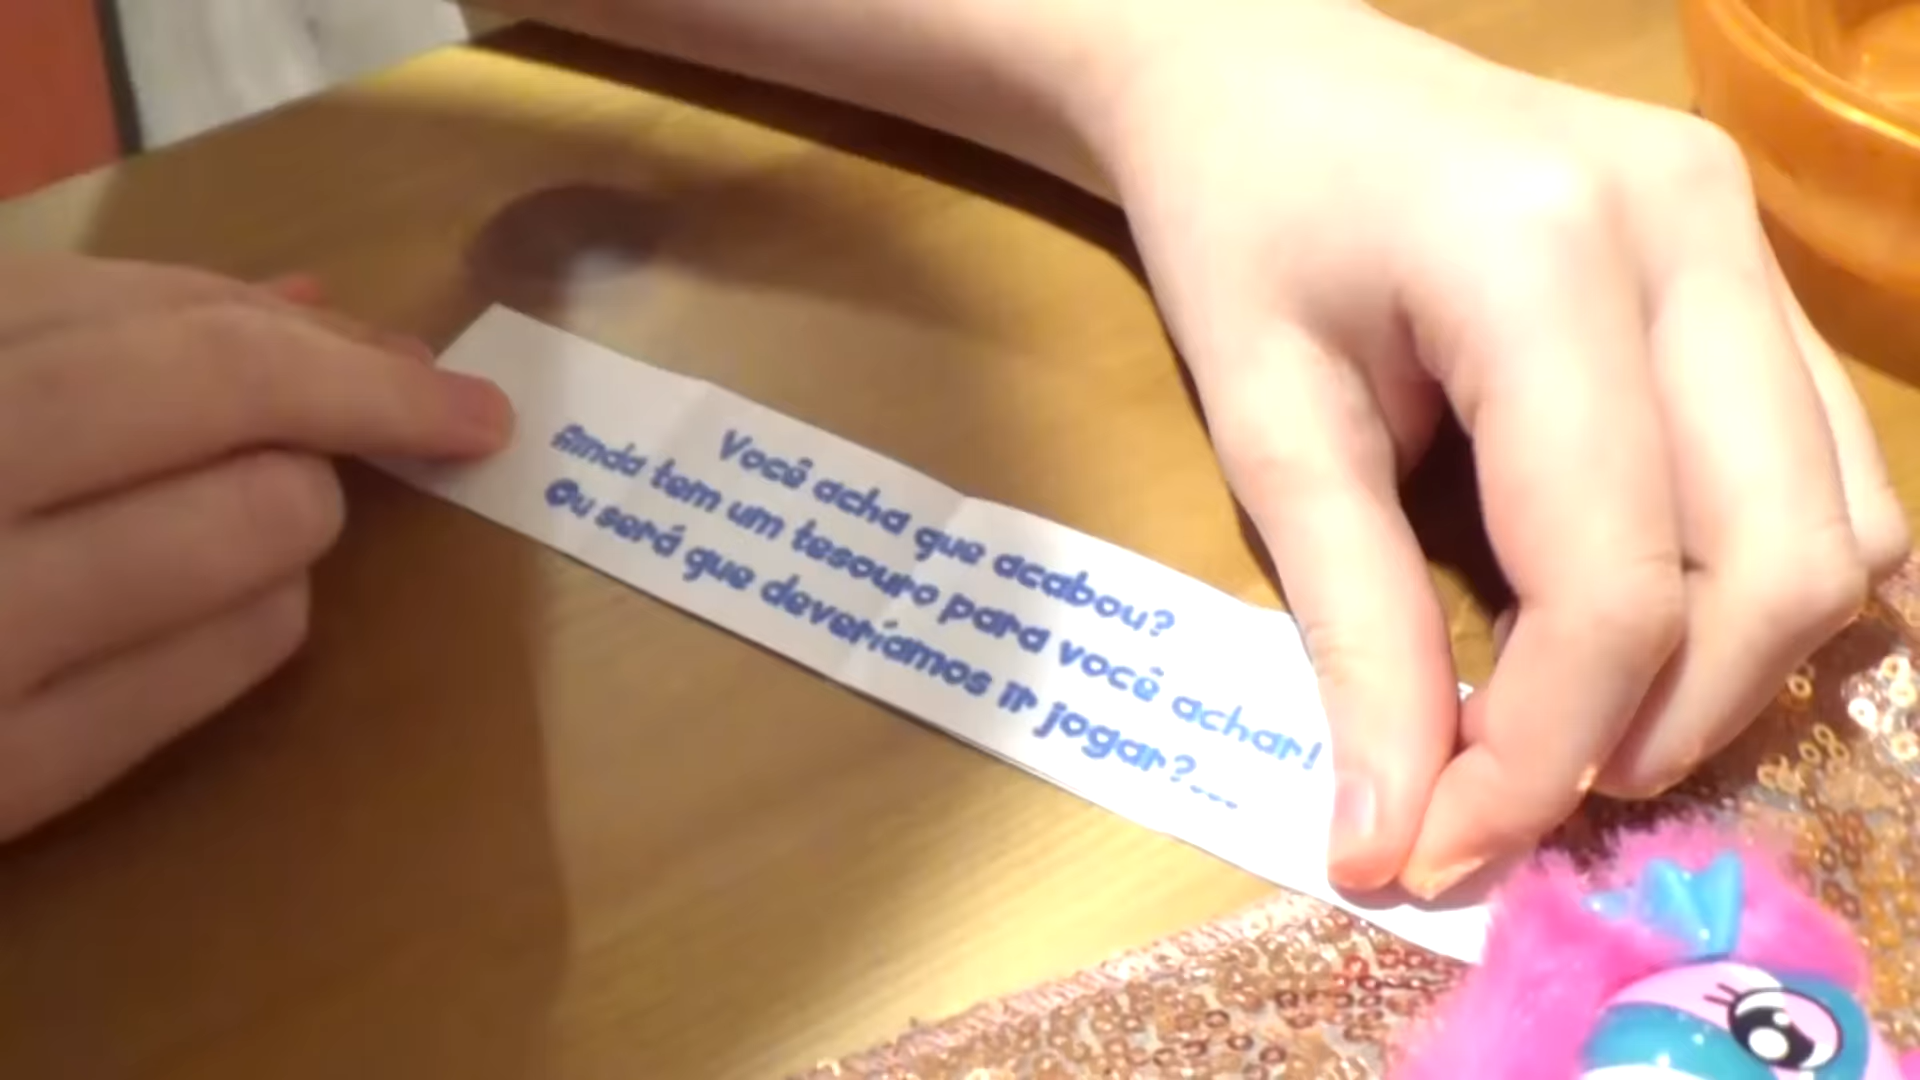 Você acha que acabou?
Ainda tem um tesouro para você achar!
Ou será que deveríamos ir jogar?...